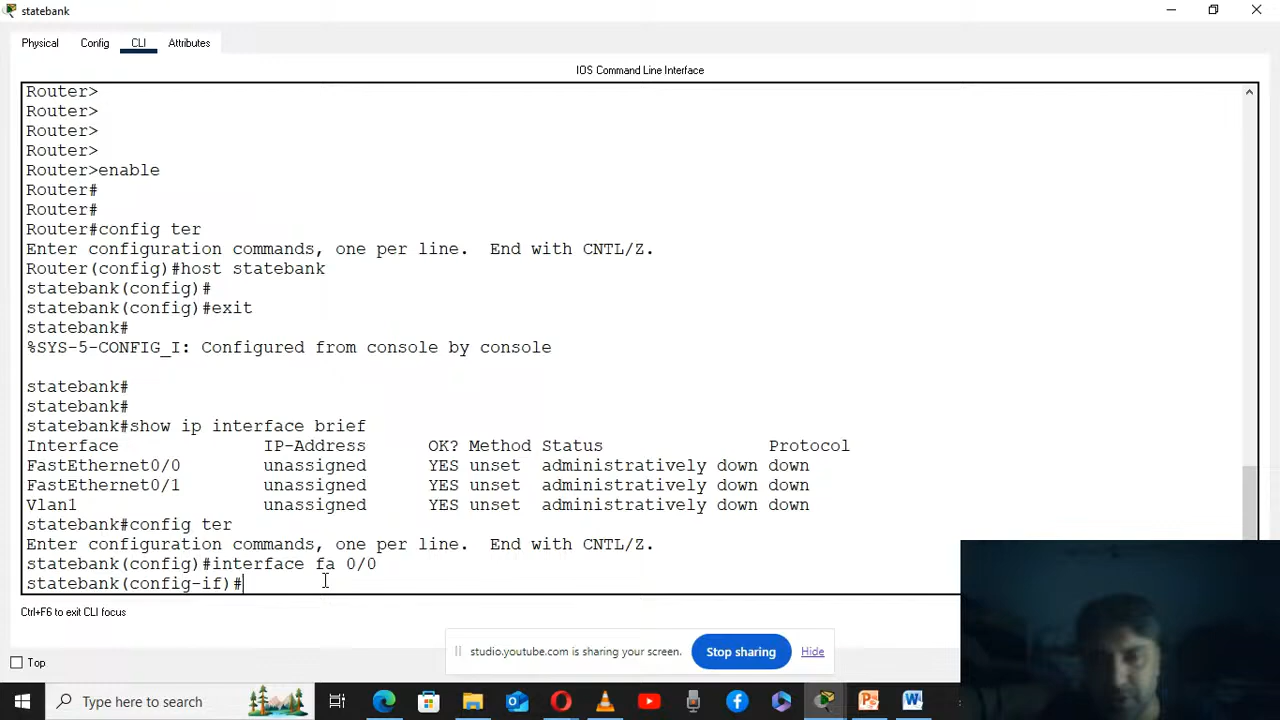 statebank
Physical Config CLI Attributes
IOS Command Line Interface
Router>
Router>
Router>
Router>
Router>enable
Router#
Router#
Router#config ter
Enter configuration commands, one per line.  End with CNTL/Z.
Router(config)#host statebank
statebank(config)#
statebank(config)#exit
statebank#
%SYS-5-CONFIG_I: Configured from console by console
statebank#
statebank#
statebank#show ip interface brief
Interface IP-Address OK? Method Status Protocol
FastEthernet0/0 unassigned YES unset administratively down down
FastEthernet0/1 unassigned YES unset administratively down down
Vlan1 unassigned YES unset administratively down down
statebank#config ter
Enter configuration commands, one per line.  End with CNTL/Z.
statebank(config)#interface fa 0/0
statebank(config-if)#
Ctrl+F6 to exit CLI focus
studio.youtube.com is sharing your screen. Stop sharing Hide
Top
Type here to search